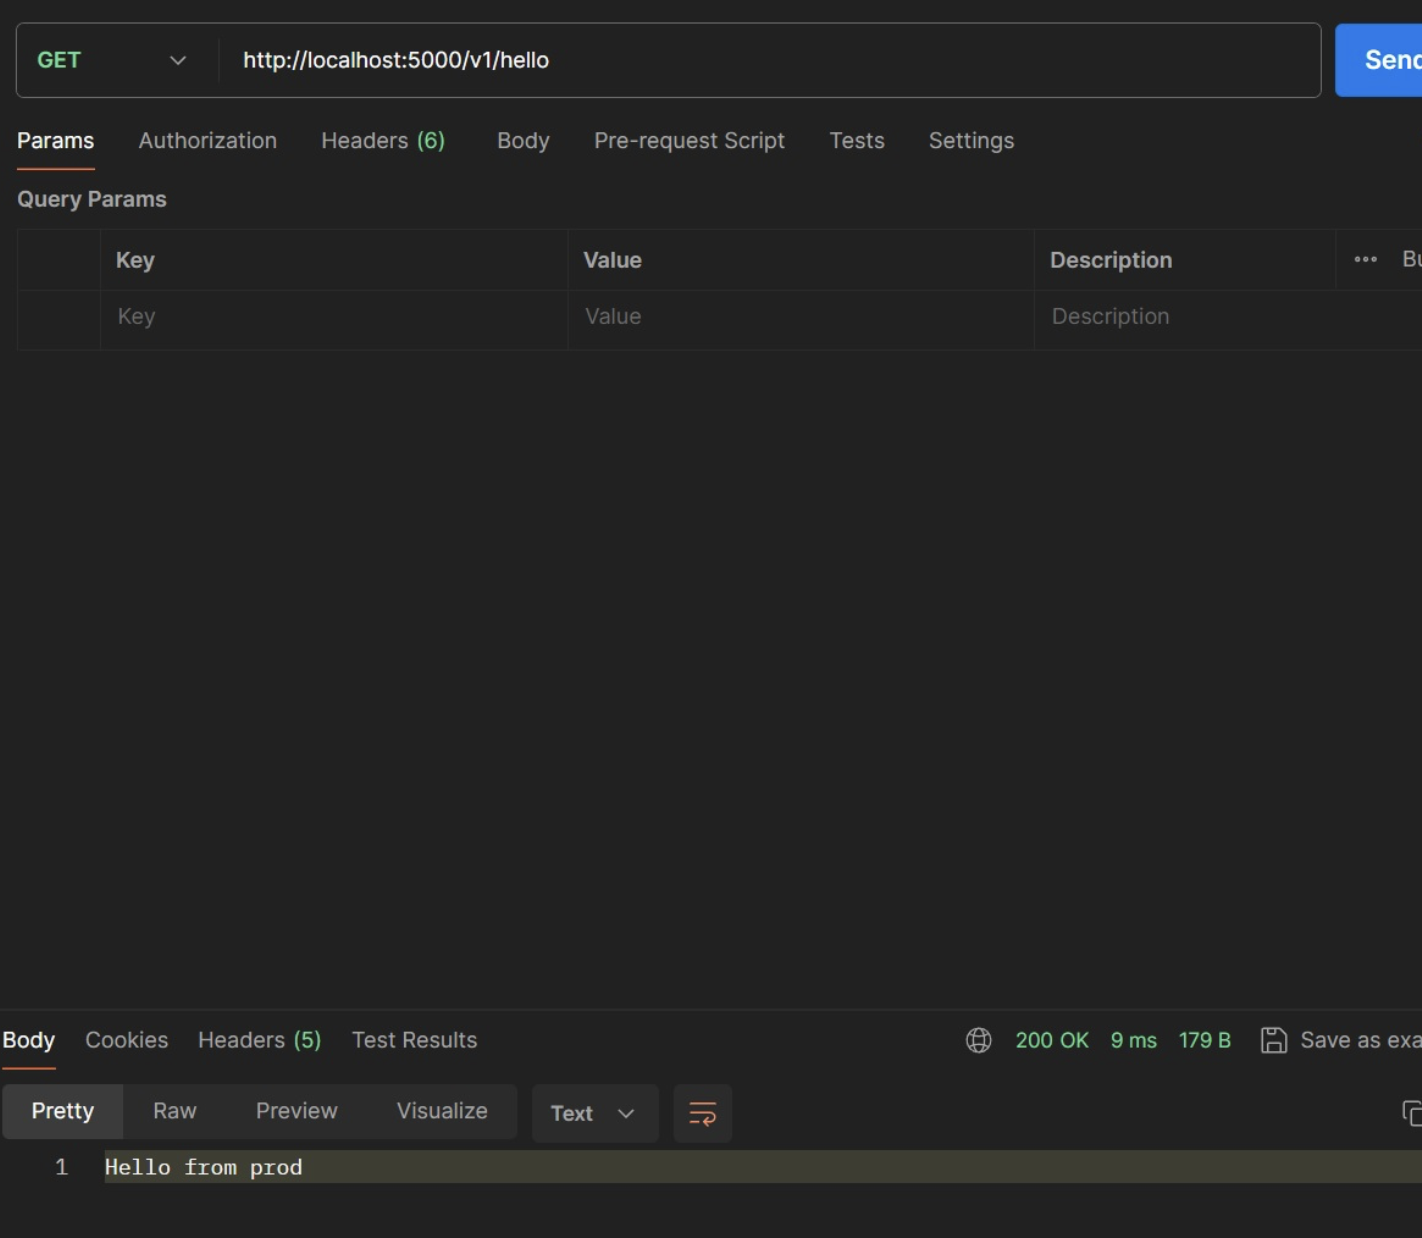 GET http://localhost:5000/v1/hello Send
Params Authorization Headers (6) Body Pre-request Script Tests Settings
Query Params
Key Value Description Bu
Key Value Description
Body Cookies Headers (5) Test Results 200 OK 9 ms 179 B Save as exa
Pretty Raw Preview Visualize Text
1 Hello from prod